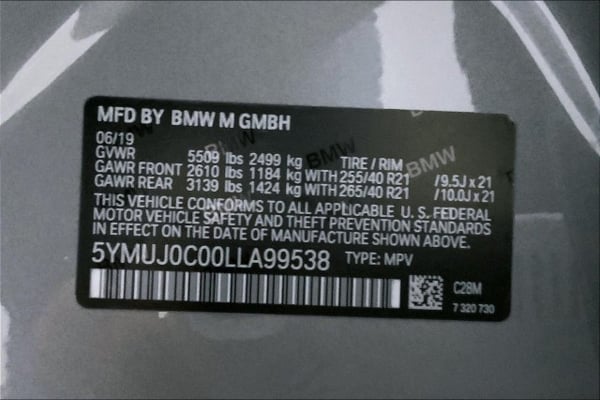 MFD BY BMW M GMBH
06/19
GVWR 5509 lbs 2499 kg TIRE / RIM
GAWR FRONT 2610 lbs 1184 kg WITH 255/40 R21 /9.5J x 21
GAWR REAR 3139 lbs 1424 kg WITH 265/40 R21 /10.0J x 21
THIS VEHICLE CONFORMS TO ALL APPLICABLE U.S. FEDERAL
MOTOR VEHICLE SAFETY AND THEFT PREVENTION STANDARDS
IN EFFECT ON THE DATE OF MANUFACTURE SHOWN ABOVE.
5YMUJ0C00LLA99538 TYPE: MPV
C28M
7 320 730
BMW
BMW
BMW